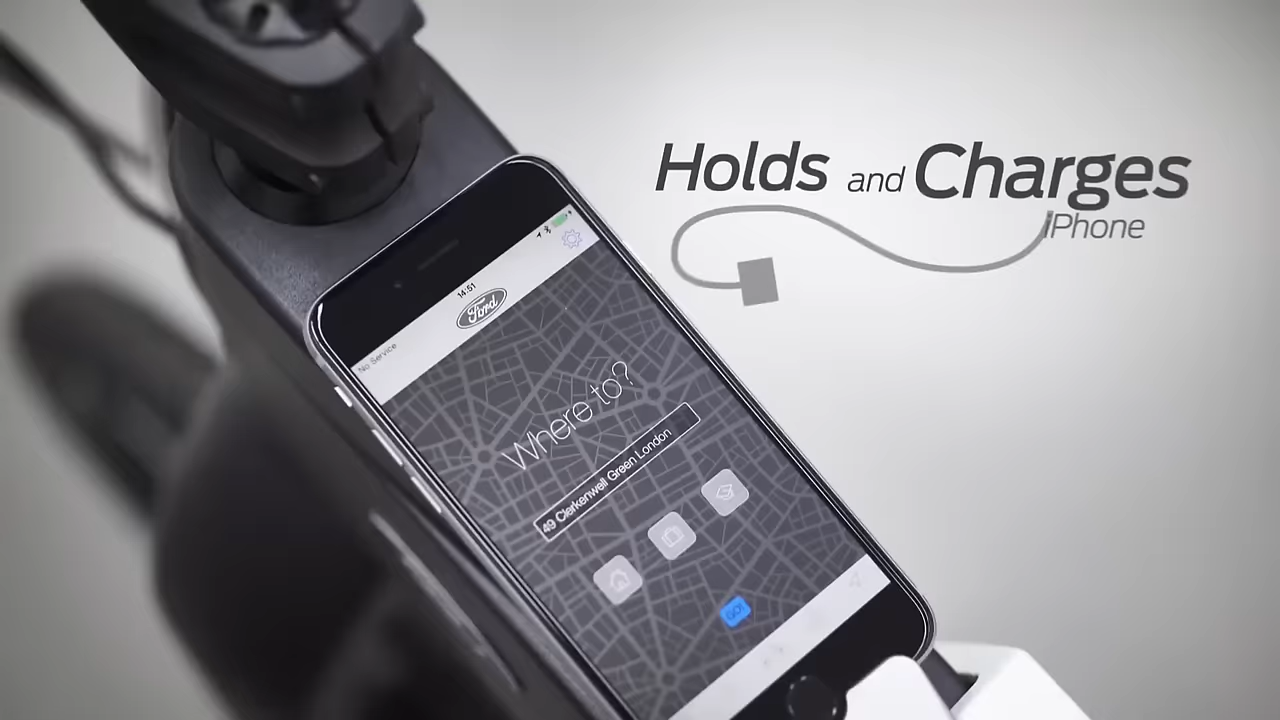 Holds and Charges
iPhone
14:51
No Service
Ford
Where to?
49 Clerkenwell Green London
GO!